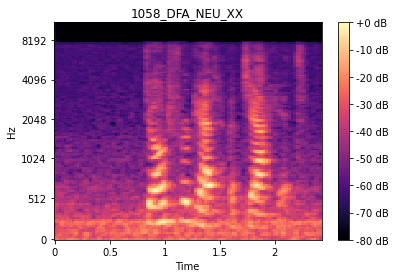 1058_DFA_NEU_XX
+0 dB
8192
-10 dB
4096
-20 dB
-30 dB
2048
Hz
-40 dB
1024
-50 dB
512
-60 dB
-70 dB
0
-80 dB
0 0.5 1 1.5 2
Time